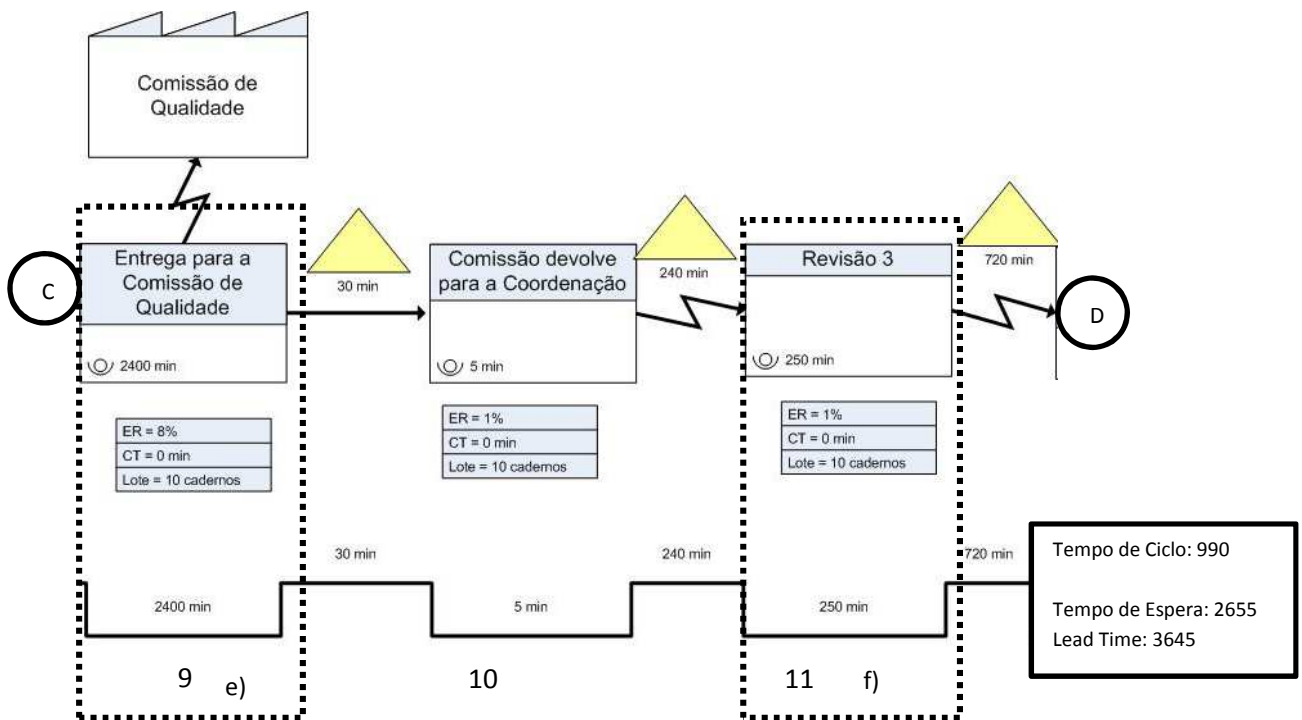 Comissão de
Qualidade
C
Entrega para a
Comissão de
Qualidade
2400 min
30 min
Comissão devolve
para a Coordenação
5 min
240 min
Revisão 3
250 min
720 min
D
ER = 8%
CT = 0 min
Lote = 10 cadernos
ER = 1%
CT = 0 min
Lote = 10 cadernos
ER = 1%
CT = 0 min
Lote = 10 cadernos
2400 min
30 min
5 min
240 min
250 min
720 min
Tempo de Ciclo: 990
Tempo de Espera: 2655
Lead Time: 3645
9 e)
10
11 f)